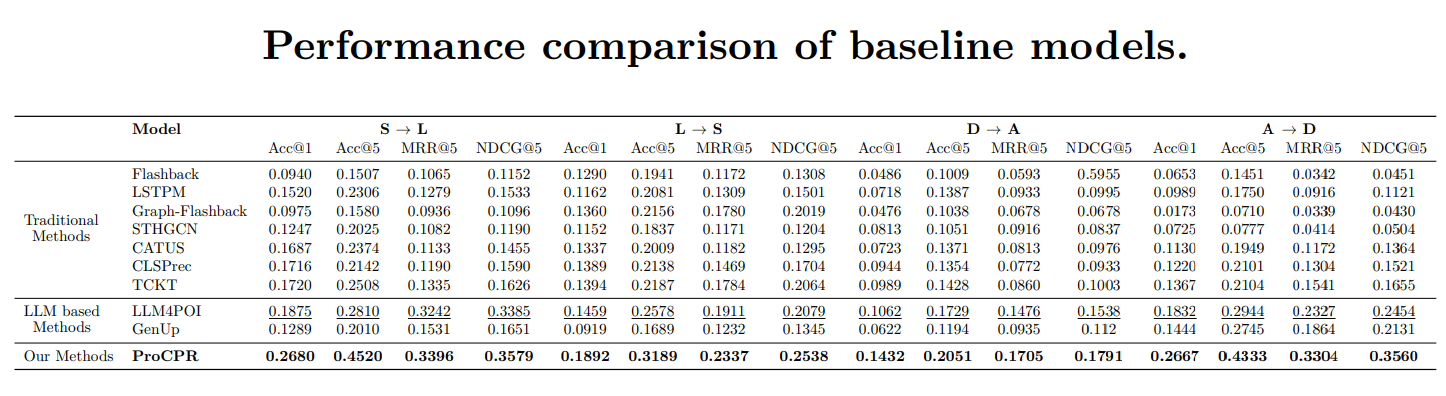 Performance comparison of baseline models.
Model S → L L → S D → A A → D
Acc@1 Acc@5 MRR@5 NDCG@5 Acc@1 Acc@5 MRR@5 NDCG@5 Acc@1 Acc@5 MRR@5 NDCG@5 Acc@1 Acc@5 MRR@5 NDCG@5
Flashback 0.0940 0.1507 0.1065 0.1152 0.1290 0.1941 0.1172 0.1308 0.0486 0.1009 0.0593 0.5955 0.0653 0.1451 0.0342 0.0451
LSTPM 0.1520 0.2306 0.1279 0.1533 0.1162 0.2081 0.1309 0.1501 0.0718 0.1387 0.0933 0.0995 0.0989 0.1750 0.0916 0.1121
Traditional Methods
Graph-Flashback 0.0975 0.1580 0.0936 0.1096 0.1360 0.2156 0.1780 0.2019 0.0476 0.1038 0.0678 0.0678 0.0173 0.0710 0.0339 0.0430
STHGCN 0.1247 0.2025 0.1082 0.1190 0.1152 0.1837 0.1171 0.1204 0.0813 0.1051 0.0916 0.0837 0.0725 0.0777 0.0414 0.0504
CATUS 0.1687 0.2374 0.1133 0.1455 0.1337 0.2009 0.1182 0.1295 0.0723 0.1371 0.0813 0.0976 0.1130 0.1949 0.1172 0.1364
CLSPrec 0.1716 0.2142 0.1190 0.1590 0.1389 0.2138 0.1469 0.1704 0.0944 0.1354 0.0772 0.0933 0.1220 0.2101 0.1304 0.1521
TCKT 0.1720 0.2508 0.1335 0.1626 0.1394 0.2187 0.1784 0.2064 0.0989 0.1428 0.0860 0.1003 0.1367 0.2104 0.1541 0.1655
LLM based Methods
LLM4POI 0.1875 0.2810 0.3242 0.3385 0.1459 0.2578 0.1911 0.2079 0.1062 0.1729 0.1476 0.1538 0.1832 0.2944 0.2327 0.2454
GenUp 0.1289 0.2010 0.1531 0.1651 0.0919 0.1689 0.1232 0.1345 0.0622 0.1194 0.0935 0.112 0.1444 0.2745 0.1864 0.2131
Our Methods ProCPR 0.2680 0.4520 0.3396 0.3579 0.1892 0.3189 0.2337 0.2538 0.1432 0.2051 0.1705 0.1791 0.2667 0.4333 0.3304 0.3560